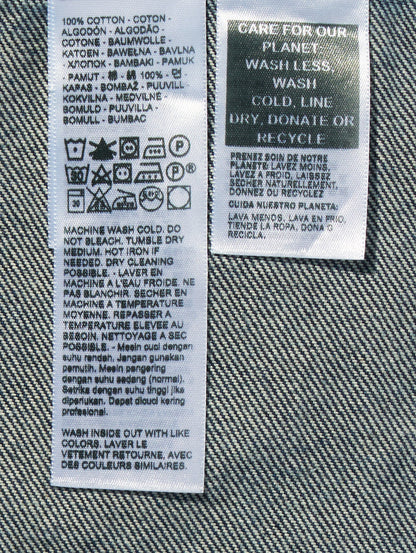 100% COTTON - COTON -
ALGODÓN - ALGODÃO -
COTONE - BAUMWOLLE -
KATOEN - BAWEŁNA - BAVLNA
- ХЛОПОК - BAMBAKI - PAMUK
- PAMUT - 棉 - 綿 100% - 면
KAPAS - BOMBAŽ - PUUVILL-
KOKVILNA - MEDVILNĖ -
BOMULD - PUUVILLA -
BOMULL - BUMBAC
P
P®
30
MACHINE WASH COLD. DO
NOT BLEACH. TUMBLE DRY
MEDIUM. HOT IRON IF
NEEDED. DRY CLEANING
POSSIBLE. - LAVER EN
MACHINE A L'EAU FROIDE. NE
PAS BLANCHIR. SECHER EN
MACHINE A TEMPERATURE
MOYENNE. REPASSER A
TEMPERATURE ELEVEE AU
BESOIN. NETTOYAGE A SEC
POSSIBLE. - Mesin cuci dengan
suhu rendah. Jangan gunakan
pemutih. Mesin pengering
dengan suhu sedang (normal).
Setrika dengan suhu tinggi jika
diperlukan. Dapat dicuci kering
profesional.
WASH INSIDE OUT WITH LIKE
COLORS. LAVER LE
VETEMENT RETOURNE, AVEC
DES COULEURS SIMILAIRES.
CARE FOR OUR
PLANET
WASH LESS,
WASH
COLD, LINE
DRY, DONATE OR
RECYCLE
PRENEZ SOIN DE NOTRE
PLANETE: LAVEZ MOINS,
LAVEZ A FROID, LAISSEZ
SECHER NATURELLEMENT,
DONNEZ OU RECYCLEZ
CUIDA NUESTRO PLANETA:
LAVA MENOS, LAVA EN FRIO,
TIENDE LA ROPA, DONA O
RECICLA.